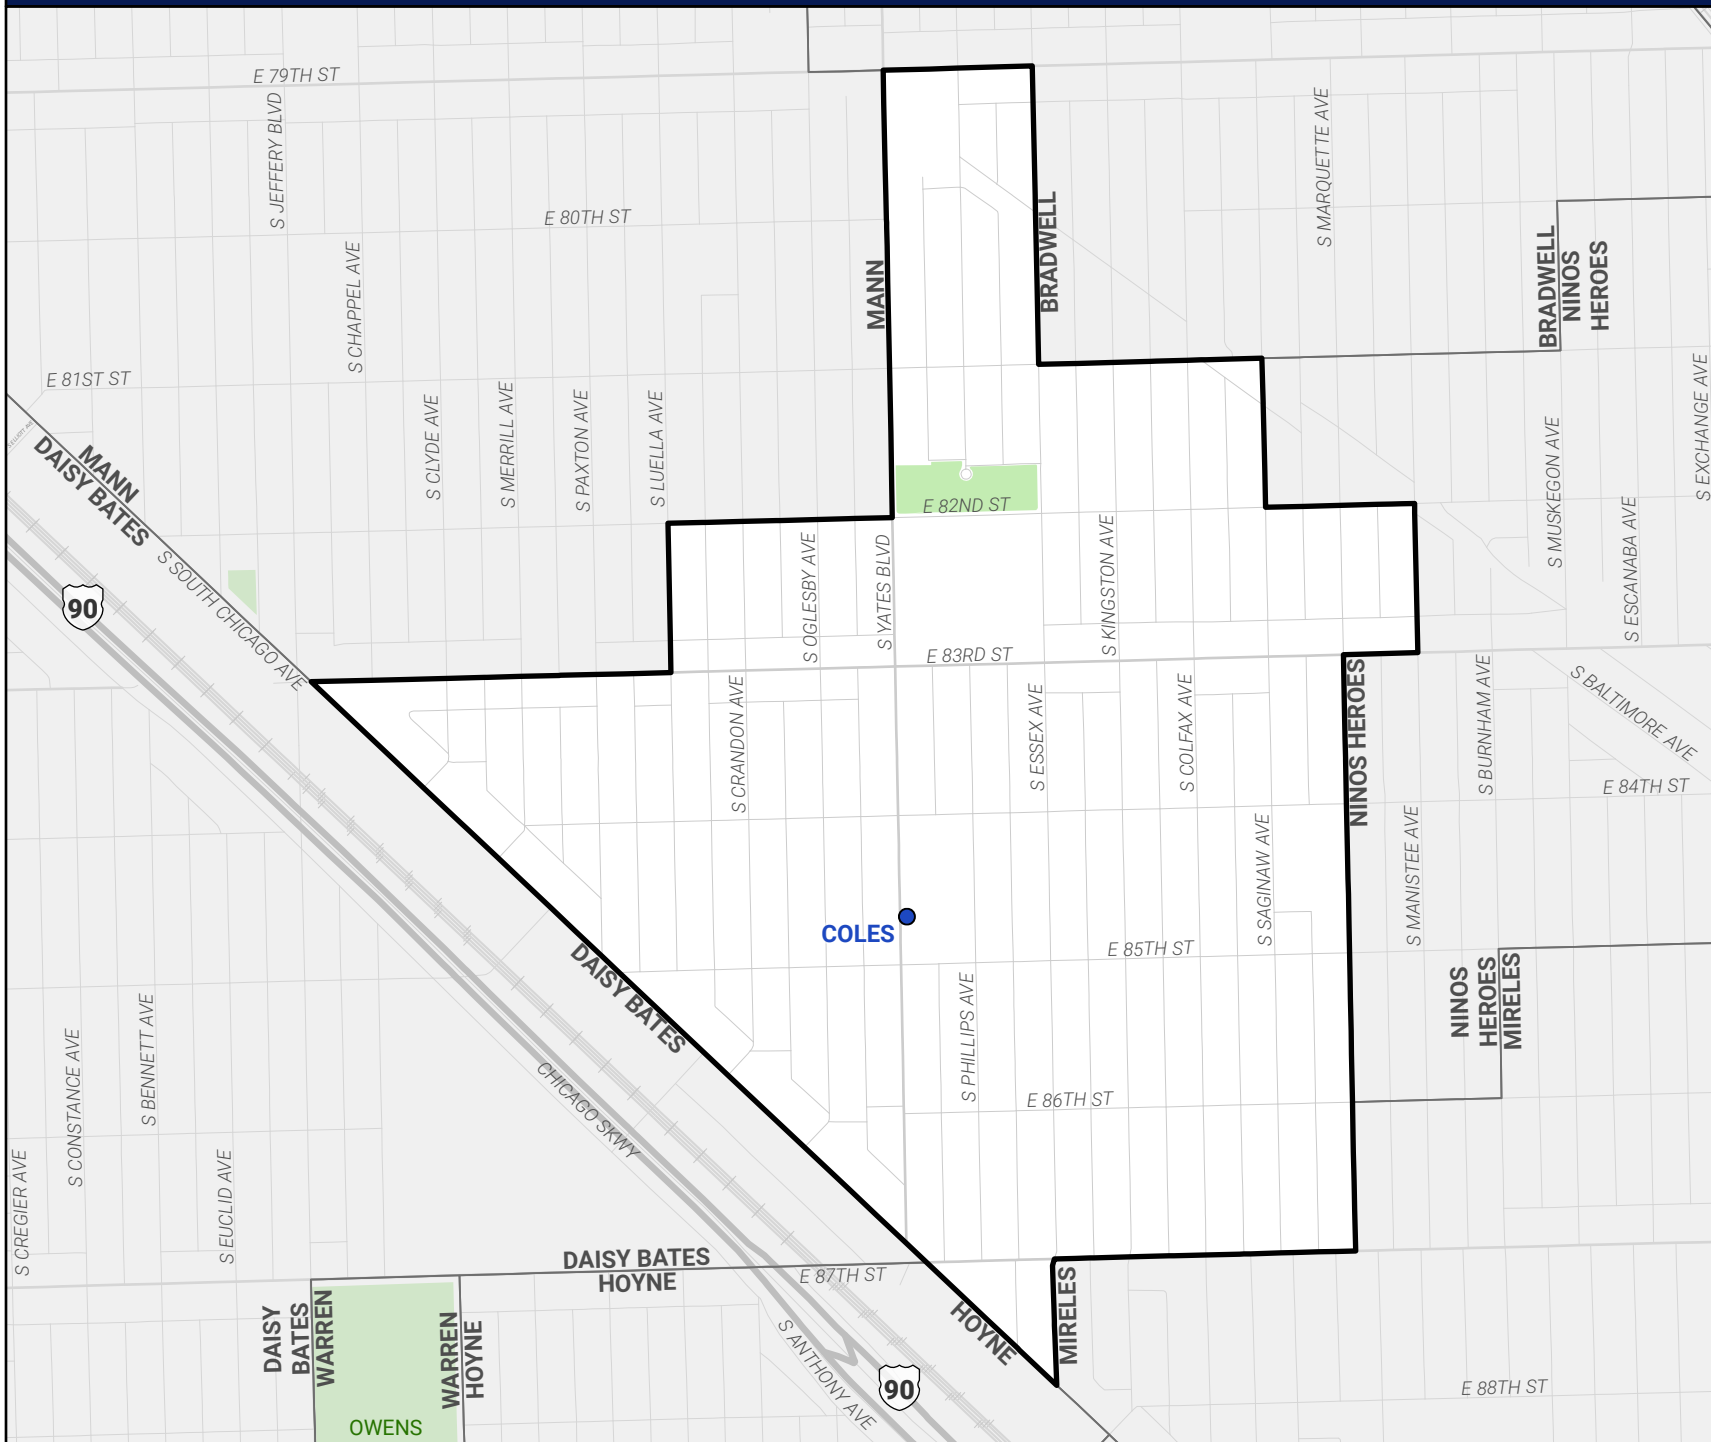 E 79TH ST
S JEFFERY BLVD
S MARQUETTE AVE
E 80TH ST
BRADWELL
MANN
BRADWELL
NINOS
HEROES
S CHAPPEL AVE
E 81ST ST
S CLYDE AVE
S MERRILL AVE
S PAXTON AVE
S LUELLA AVE
S EXCHANGE AVE
S MUSKEGON AVE
MANN
DAISY BATES
E 82ND ST
S OGLESBY AVE
S YATES BLVD
S KINGSTON AVE
S ESCANABA AVE
S SOUTH CHICAGO AVE
90
E 83RD ST
S CRANDON AVE
S ESSEX AVE
S COLFAX AVE
NINOS HEROES
S BURNHAM AVE
S BALTIMORE AVE
E 84TH ST
S SAGINAW AVE
S MANISTEE AVE
COLES
E 85TH ST
DAISY BATES
NINOS
HEROES
MIRELES
S PHILLIPS AVE
S CONSTANCE AVE
S BENNETT AVE
CHICAGO SKWY
E 86TH ST
S CREGIER AVE
S EUCLID AVE
DAISY BATES
HOYNE
E 87TH ST
DAISY
BATES
WARREN
WARREN
HOYNE
HOYNE
MIRELES
S ANTHONY AVE
90
E 88TH ST
OWENS